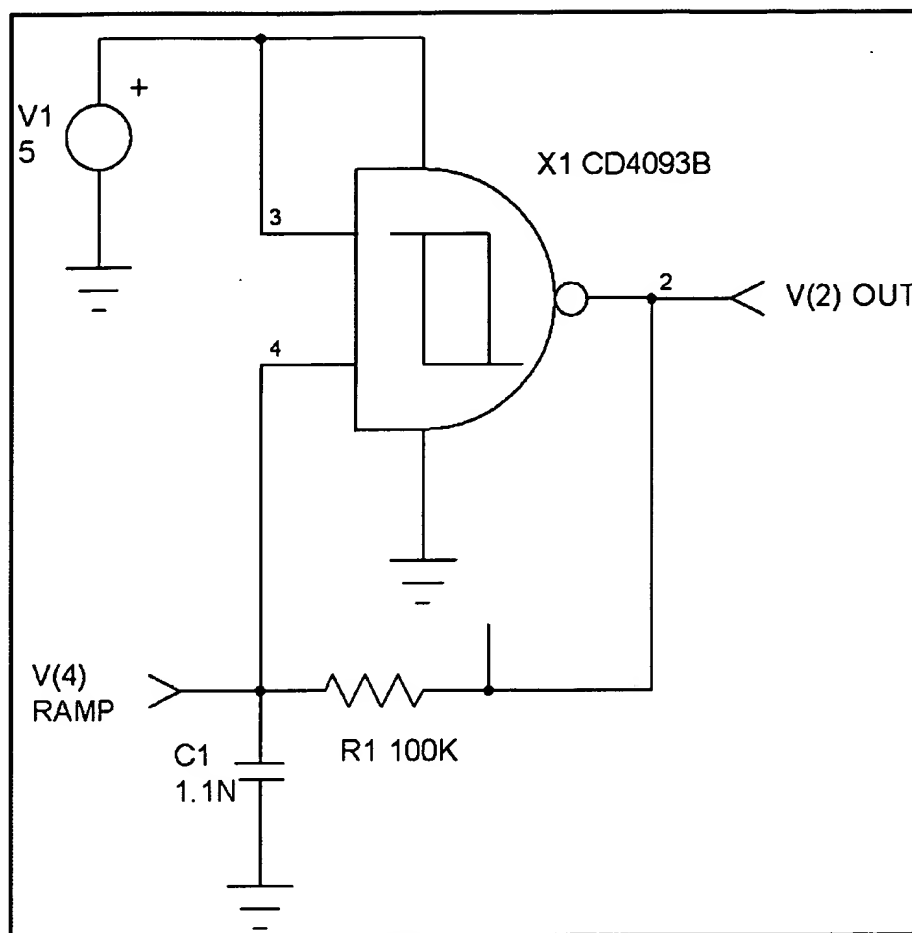 +
V1
5
X1 CD4093B
3
2
V(2) OUT
4
V(4)
RAMP
R1 100K
C1
1.1N